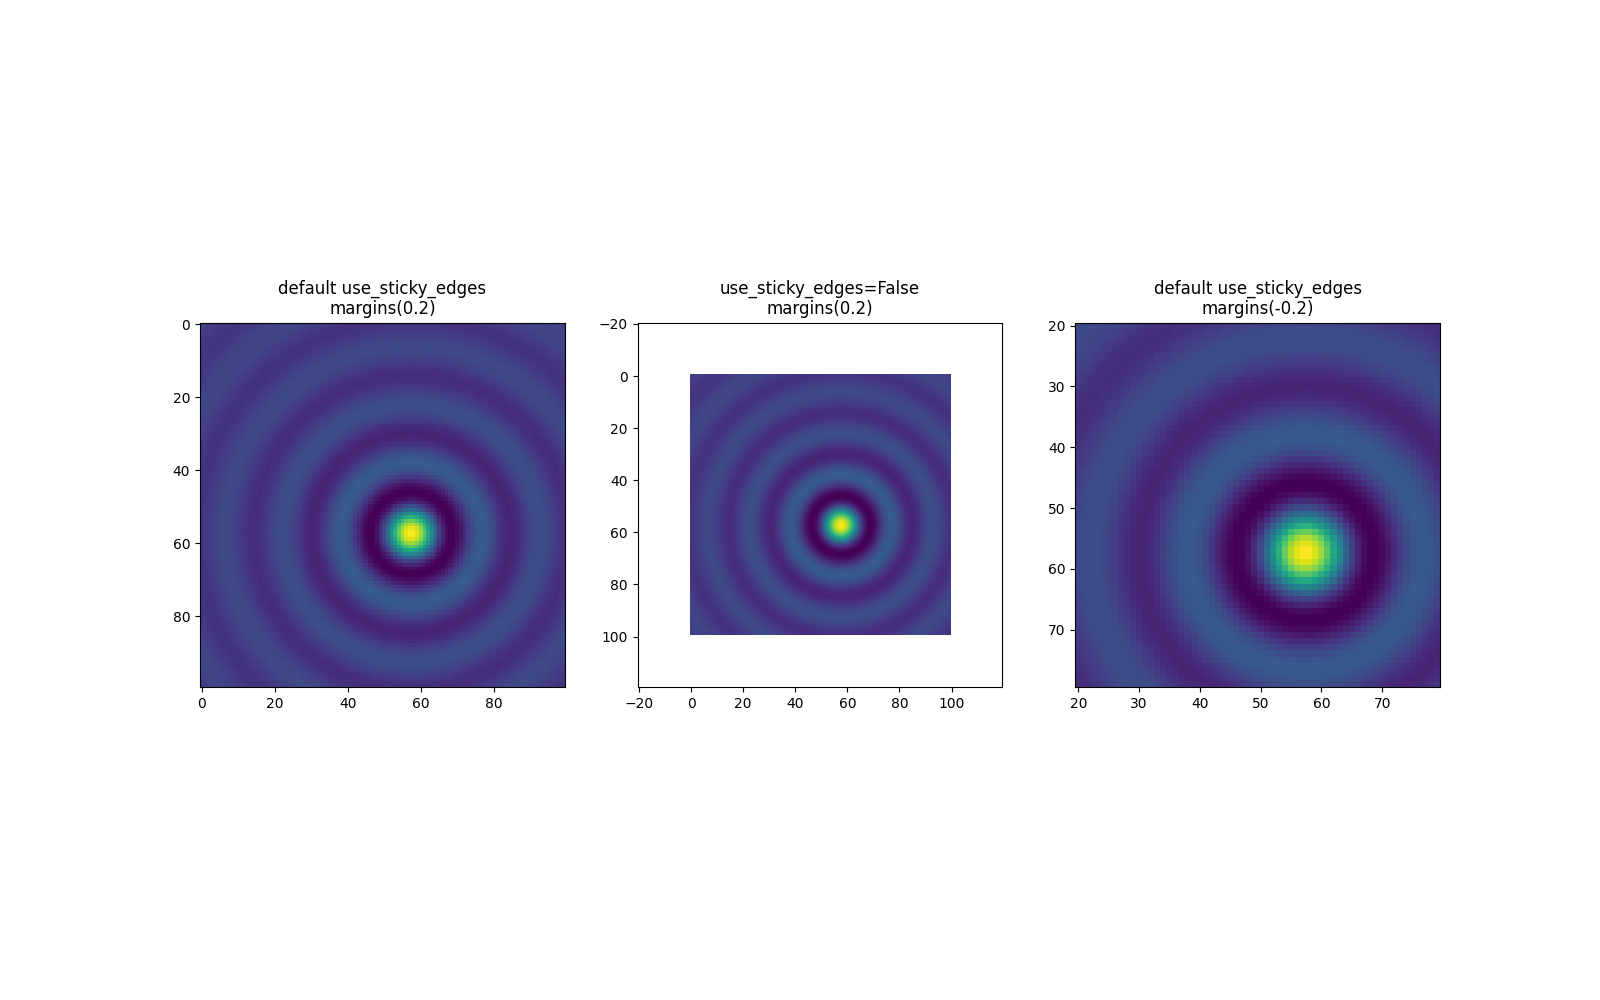 default use_sticky_edges
margins(0.2)
0
20
40
60
80
0 20 40 60 80
use_sticky_edges=False
margins(0.2)
−20
0
20
40
60
80
100
−20 0 20 40 60 80 100
default use_sticky_edges
margins(-0.2)
20
30
40
50
60
70
20 30 40 50 60 70